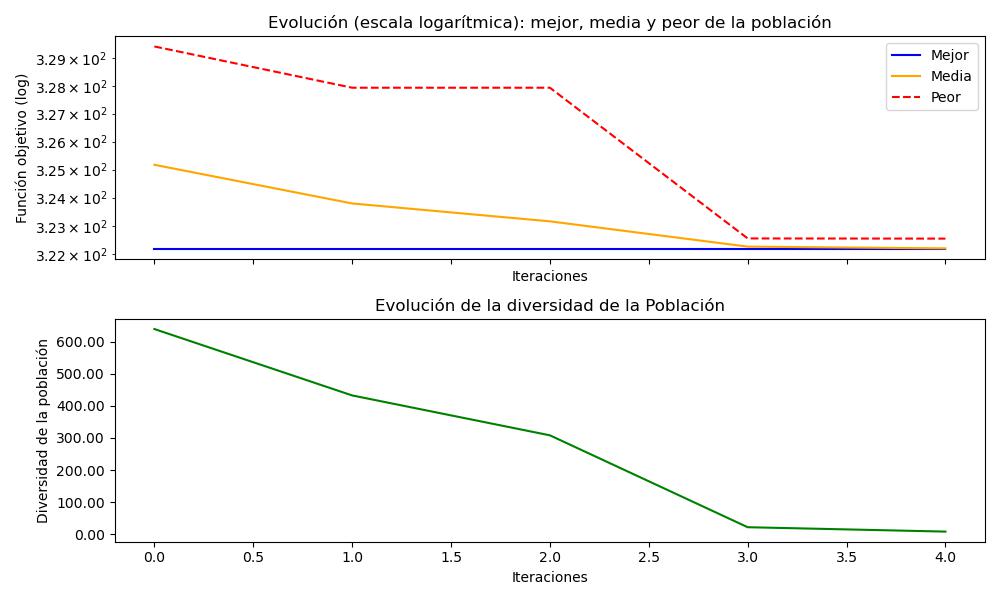 Evolución (escala logarítmica): mejor, media y peor de la población
Función objetivo (log)
3.29 × 10²
3.28 × 10²
3.27 × 10²
3.26 × 10²
3.25 × 10²
3.24 × 10²
3.23 × 10²
3.22 × 10²
Mejor
Media
Peor
Iteraciones
Evolución de la diversidad de la Población
Diversidad de la población
600.00
500.00
400.00
300.00
200.00
100.00
0.00
0.0 0.5 1.0 1.5 2.0 2.5 3.0 3.5 4.0
Iteraciones